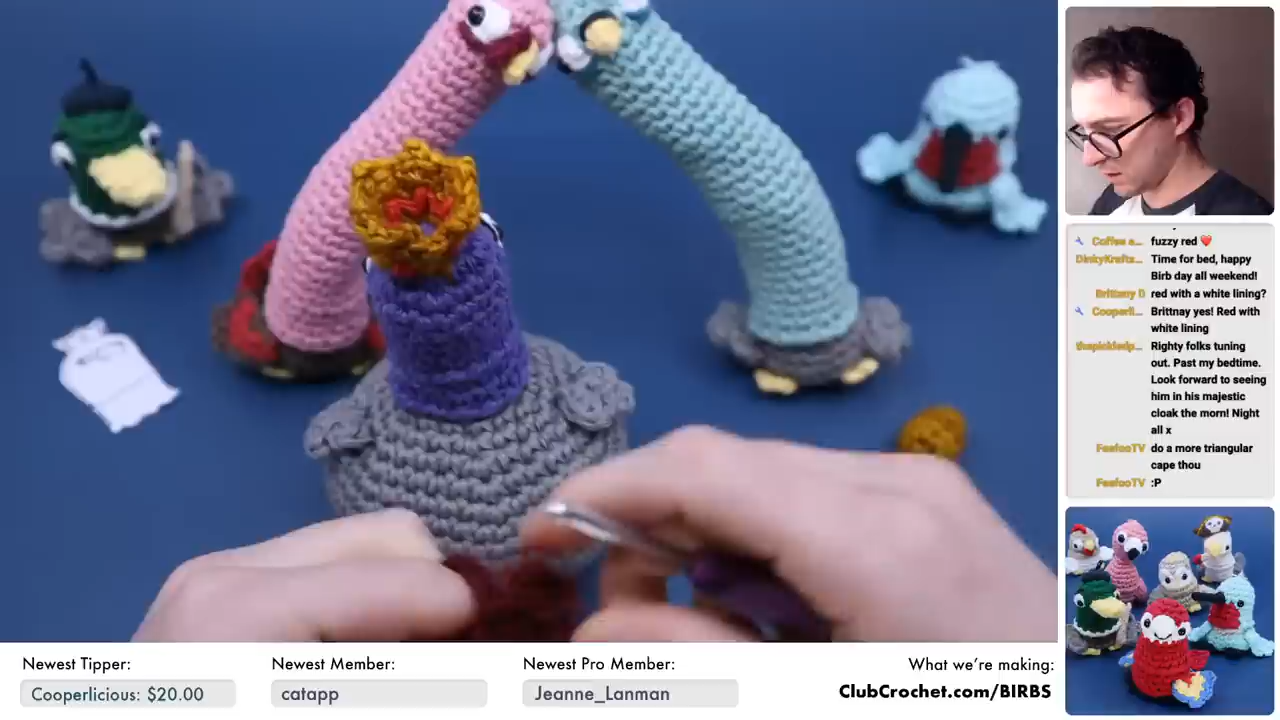 fuzzy red ❤️
Time for bed, happy
Birb day all weekend!
Brittany D red with a white lining?
Cooperli... Brittnay yes! Red with
white lining
Righty folks tuning
out. Past my bedtime.
Look forward to seeing
him in his majestic
cloak the morn! Night
all x
FeefooTV do a more triangular
cape thou
FeefooTV :P
Newest Tipper:
Cooperlicious: $20.00
Newest Member:
catapp
Newest Pro Member:
Jeanne_Lanman
What we're making:
ClubCrochet.com/BIRBS